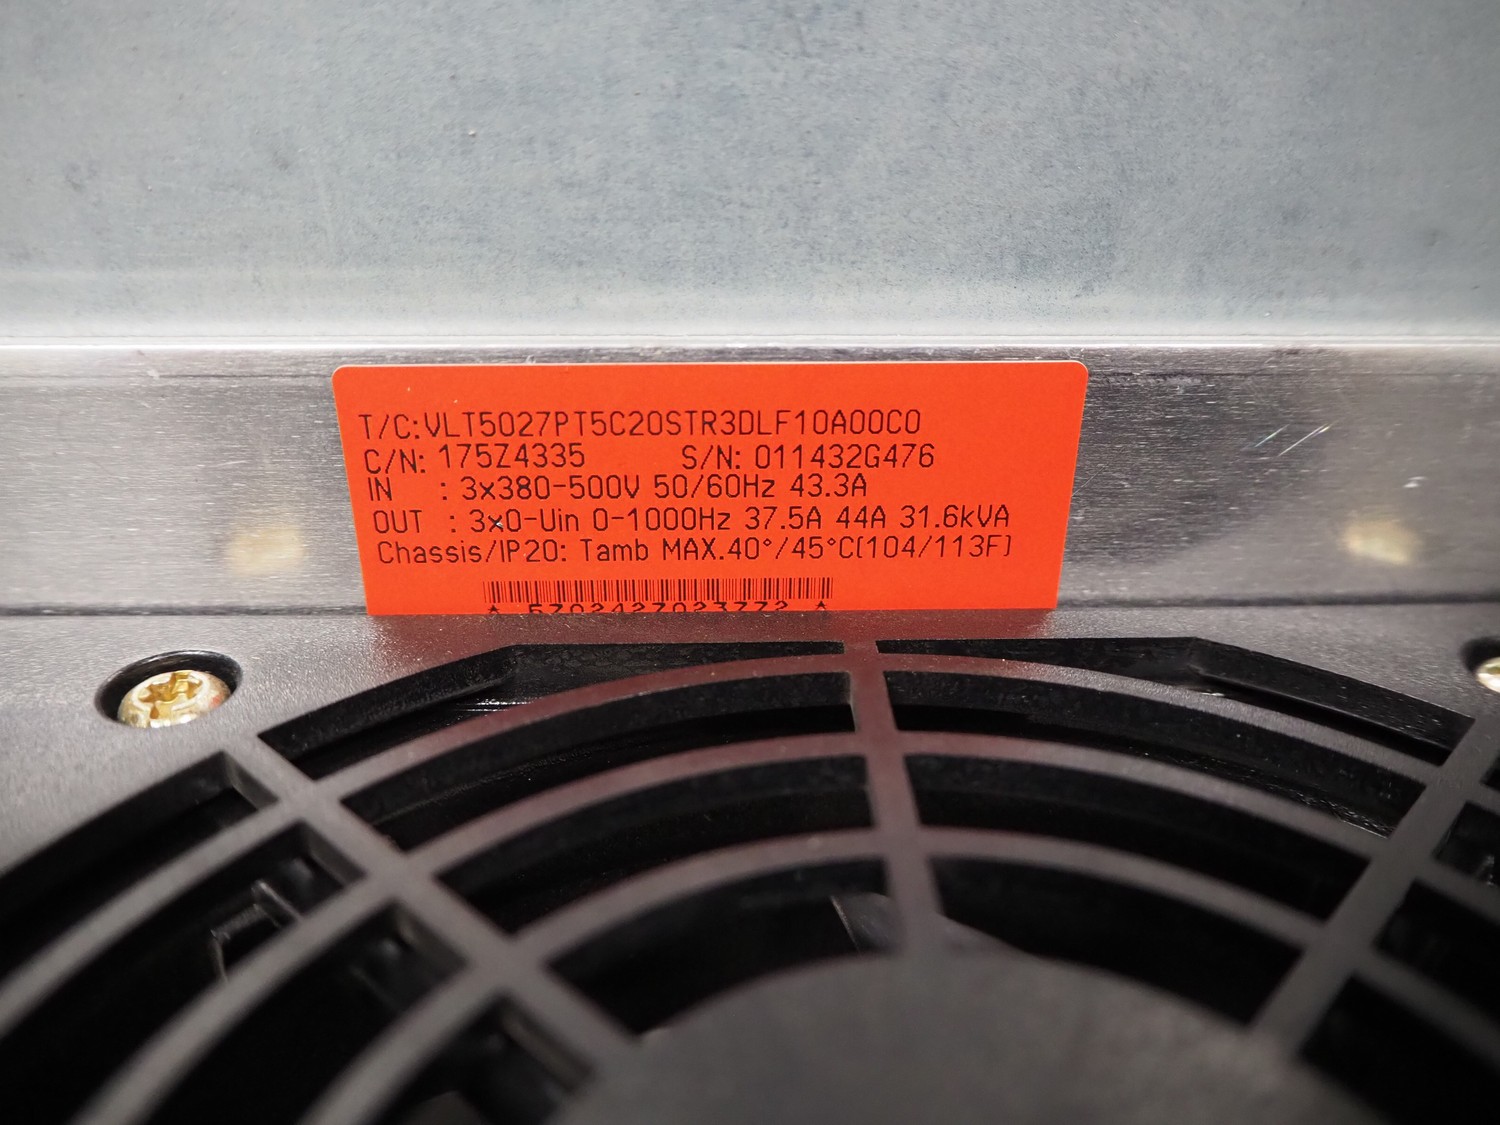 T/C:VLT5027PT5C20STR3DLF10A00C0
C/N: 175Z4335 S/N: 011432G476
IN : 3x380-500V 50/60Hz 43.3A
OUT : 3x0-Uin 0-1000Hz 37.5A 44A 31.6kVA
Chassis/IP20: Tamb MAX.40°/45°C(104/113F)
* 5702427023772 *